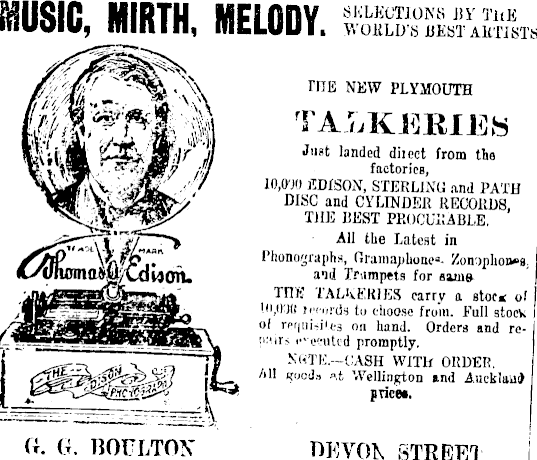 MUSIC, MIRTH, MELODY.
SELECTIONS BY THE
WORLD'S BEST ARTISTS
THE NEW PLYMOUTH
TALKERIES
Just landed direct from the
factories,
10,000 EDISON, STERLING and PATH
DISC and CYLINDER RECORDS,
THE BEST PROCURABLE.
All the Latest in
Phonographs, Gramaphones. Zonophones,
and Trumpets for same
THE TALKERIES carry a stock of
10,000 records to choose from. Full stock
of requisites on hand. Orders and re-
pairs executed promptly.
NOTE.—CASH WITH ORDER.
All goods at Wellington and Auckland
prices.
TRADE MARK
Thomas A Edison.
THE
EDISON
PHONOGRAPH
G. G. BOULTON
DEVON STREET